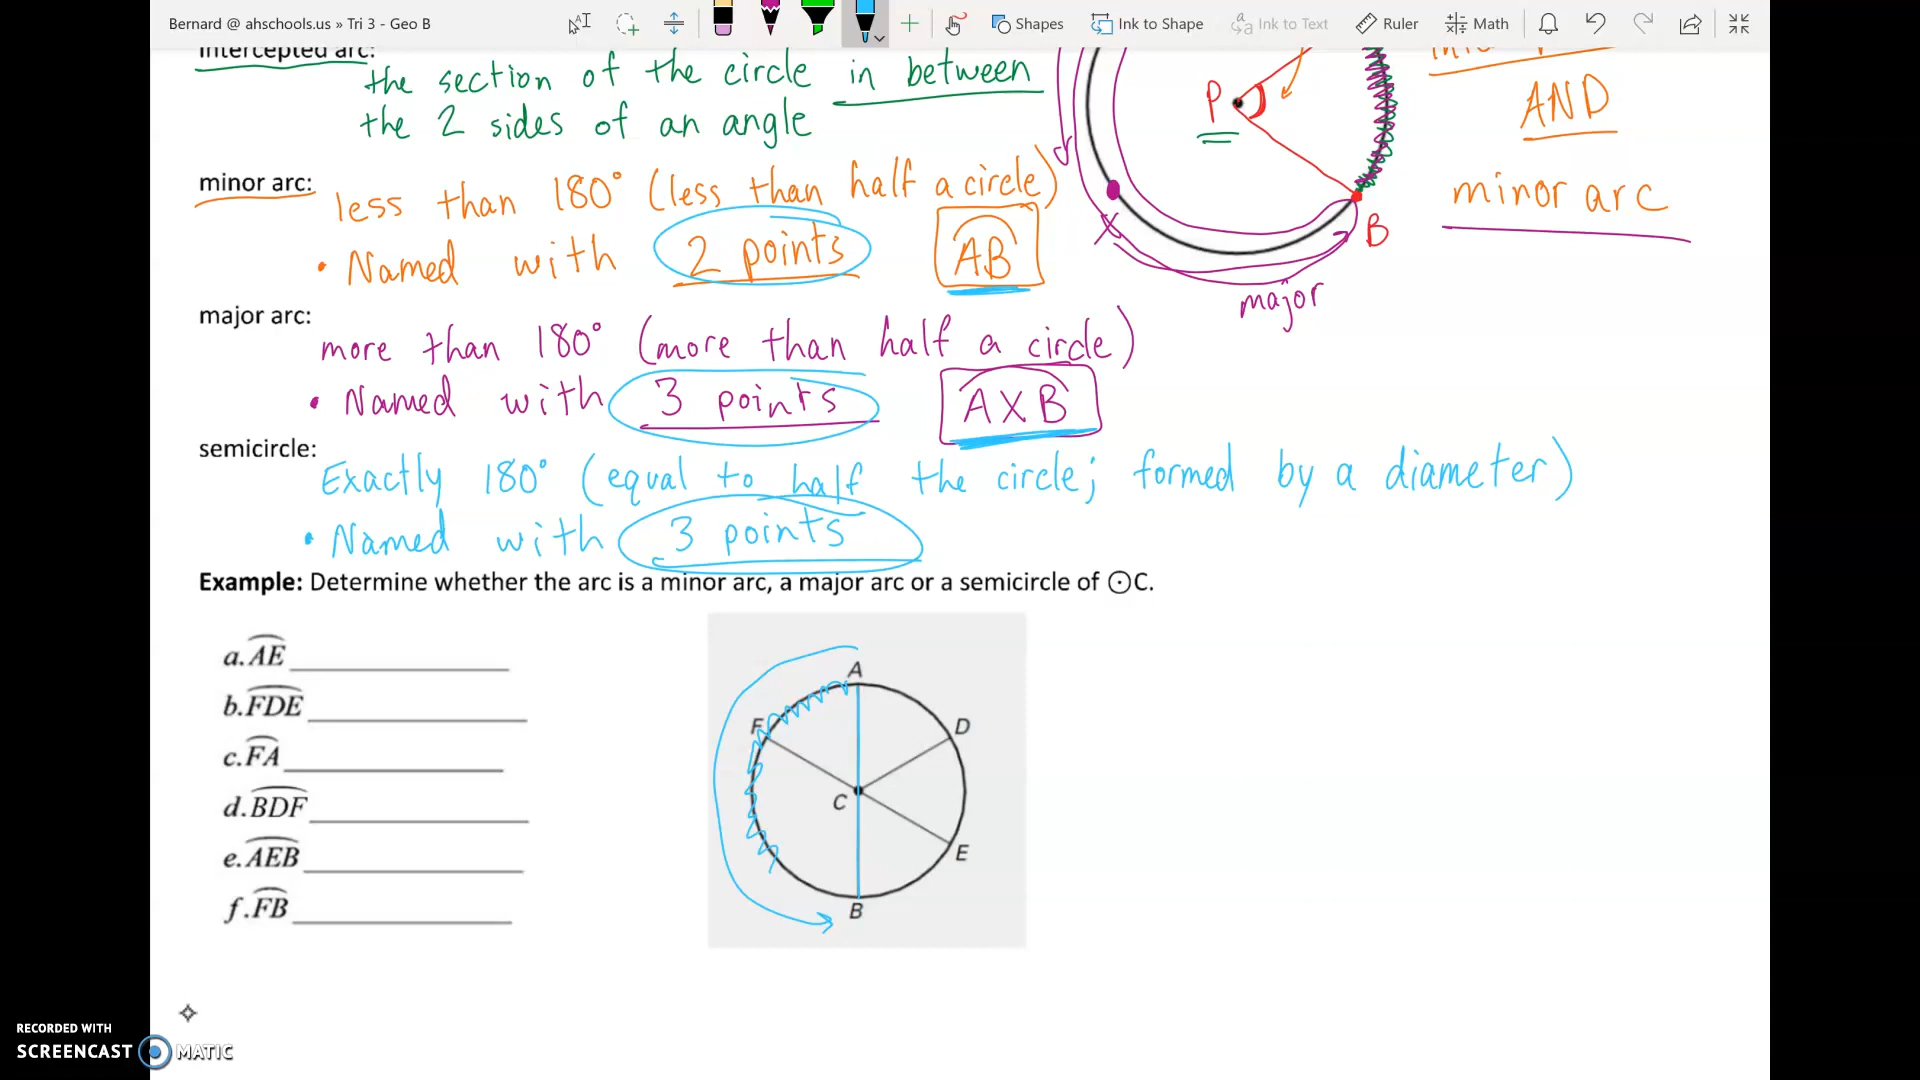 Bernard @ ahschools.us » Tri 3 - Geo B
Shapes
Ink to Shape
Ink to Text
Ruler
Math
intercepted arc:
the section of the circle in between
the 2 sides of an angle
P
B
X
major
AND
minor arc
minor arc:
less than 180° (less than half a circle)
• Named with 2 points AB
major arc:
more than 180° (more than half a circle)
• Named with 3 points AXB
semicircle:
Exactly 180° (equal to half the circle; formed by a diameter)
• Named with 3 points
Example: Determine whether the arc is a minor arc, a major arc or a semicircle of ⊙C.
a. AE
b. FDE
c. FA
d. BDF
e. AEB
f. FB
A
F
D
C
E
B
RECORDED WITH
SCREENCAST MATIC